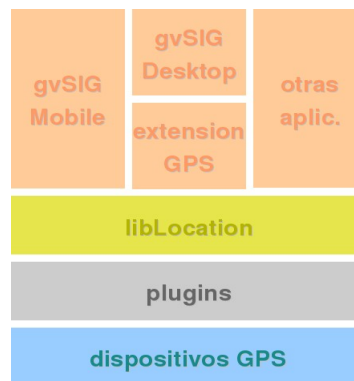 gvSIG
Mobile
gvSIG
Desktop
extension
GPS
otras
aplic.
libLocation
plugins
dispositivos GPS